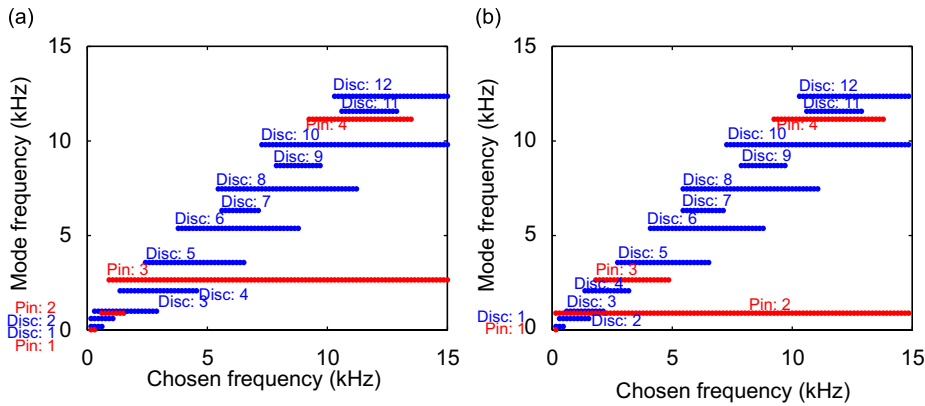 (a)
15
10
5
0
Mode frequency (kHz)
Disc: 12
Disc: 11
Pin: 4
Disc: 10
Disc: 9
Disc: 8
Disc: 7
Disc: 6
Disc: 5
Pin: 3
Disc: 4
Disc: 3
Pin: 2
Disc: 2
Disc: 1
Pin: 1
0 5 10 15
Chosen frequency (kHz)
(b)
15
10
5
0
Mode frequency (kHz)
Disc: 12
Disc: 11
Pin: 4
Disc: 10
Disc: 9
Disc: 8
Disc: 7
Disc: 6
Disc: 5
Pin: 3
Disc: 4
Disc: 3
Pin: 2
Disc: 1
Disc: 2
Pin: 1
0 5 10 15
Chosen frequency (kHz)